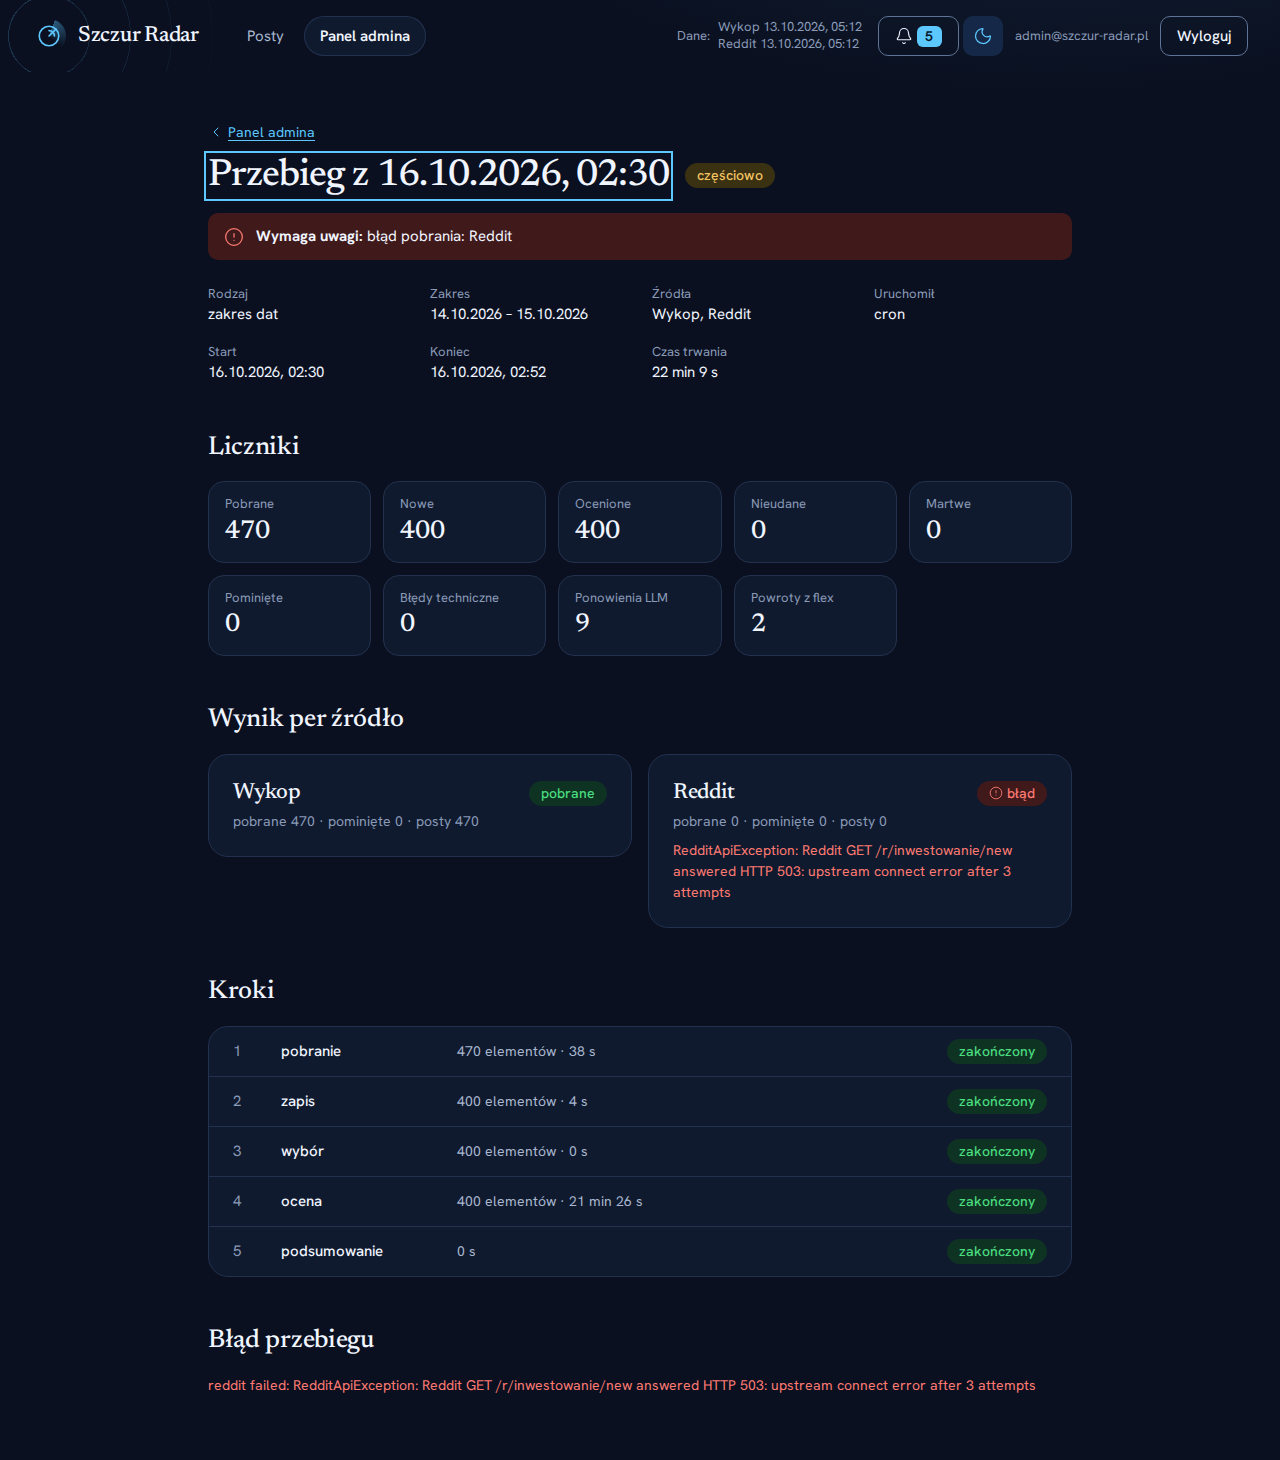 Szczur Radar
Posty
Panel admina
Dane:
Wykop 13.10.2026, 05:12
Reddit 13.10.2026, 05:12
5
admin@szczur-radar.pl
Wyloguj
Panel admina
Przebieg z 16.10.2026, 02:30
częściowo
Wymaga uwagi: błąd pobrania: Reddit
Rodzaj
zakres dat
Zakres
14.10.2026 – 15.10.2026
Źródła
Wykop, Reddit
Uruchomił
cron
Start
16.10.2026, 02:30
Koniec
16.10.2026, 02:52
Czas trwania
22 min 9 s
Liczniki
Pobrane
470
Nowe
400
Ocenione
400
Nieudane
0
Martwe
0
Pominięte
0
Błędy techniczne
0
Ponowienia LLM
9
Powroty z flex
2
Wynik per źródło
Wykop
pobrane
pobrane 470 · pominięte 0 · posty 470
Reddit
błąd
pobrane 0 · pominięte 0 · posty 0
RedditApiException: Reddit GET /r/inwestowanie/new
answered HTTP 503: upstream connect error after 3
attempts
Kroki
1 pobranie 470 elementów · 38 s zakończony
2 zapis 400 elementów · 4 s zakończony
3 wybór 400 elementów · 0 s zakończony
4 ocena 400 elementów · 21 min 26 s zakończony
5 podsumowanie 0 s zakończony
Błąd przebiegu
reddit failed: RedditApiException: Reddit GET /r/inwestowanie/new answered HTTP 503: upstream connect error after 3 attempts